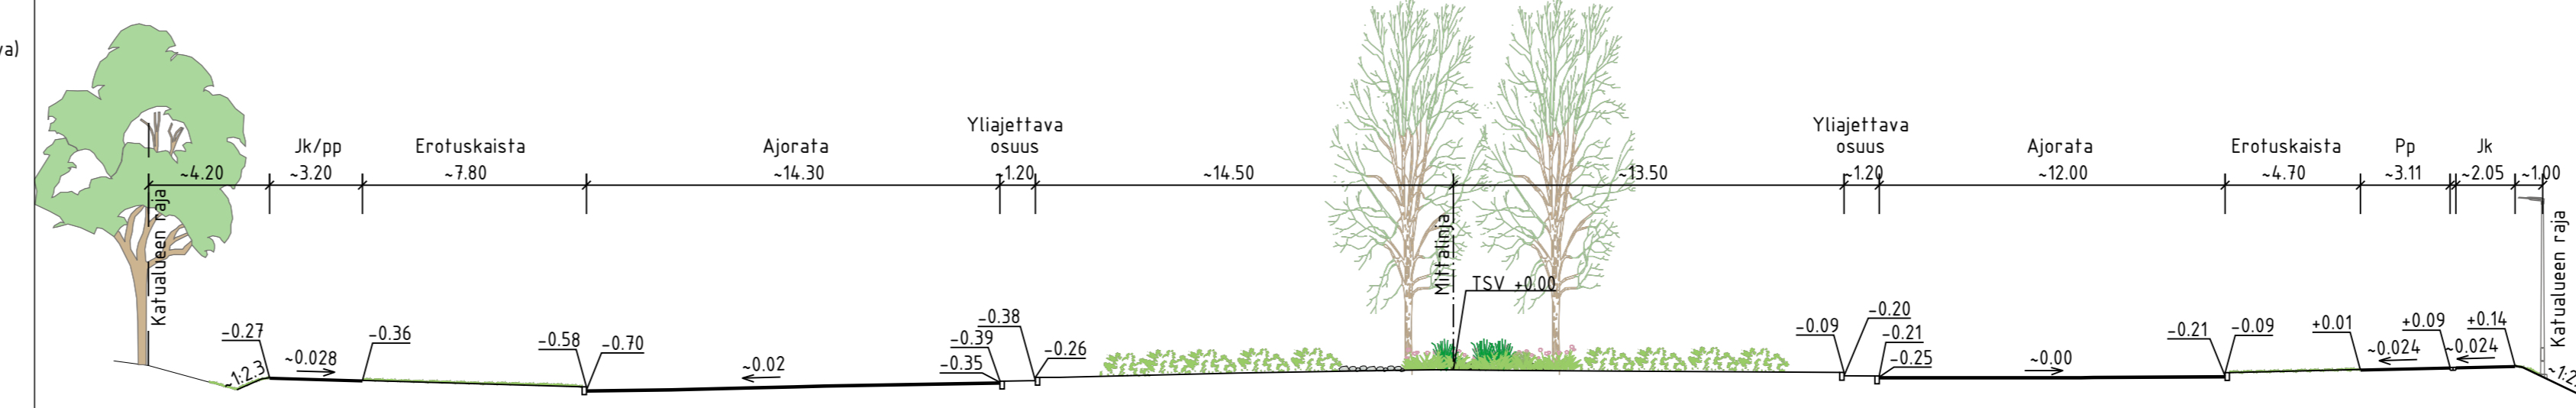 va)
Yliajettava
osuus
Yliajettava
osuus
Jk/pp
Erotuskaista
Ajorata
Ajorata
Erotuskaista
Pp
Jk
~4.20
~3.20
~7.80
~14.30
~1.20
~14.50
~13.50
~1.20
~12.00
~4.70
~3.11
~2.05
~1.00
Katualueen raja
Mittalinja
Katualueen raja
TSV +0.00
-0.27
~0.028
-0.36
-0.58
-0.70
~0.02
-0.38
-0.39
-0.35
-0.26
-0.09
-0.20
-0.21
-0.25
~0.00
-0.21
-0.09
+0.01
~0.024
+0.09
~0.024
+0.14
~1:2.3
~1:2